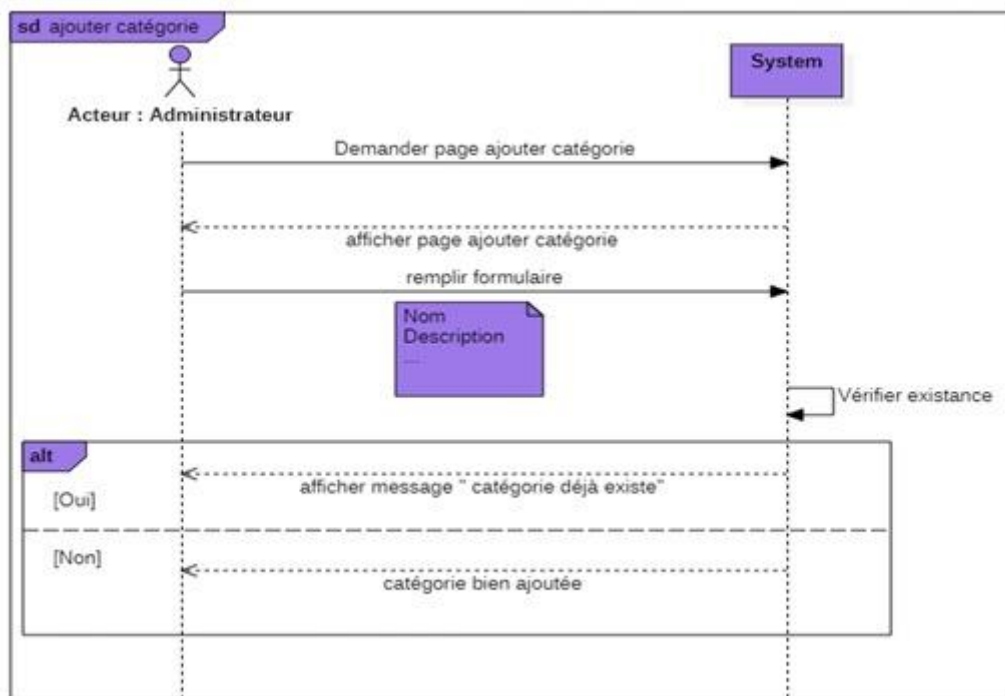 sd ajouter catégorie
System
Acteur : Administrateur
Demander page ajouter catégorie
afficher page ajouter catégorie
remplir formulaire
Nom
Description
...
Vérifier existance
alt
afficher message " catégorie déjà existe"
[Oui]
[Non]
catégorie bien ajoutée